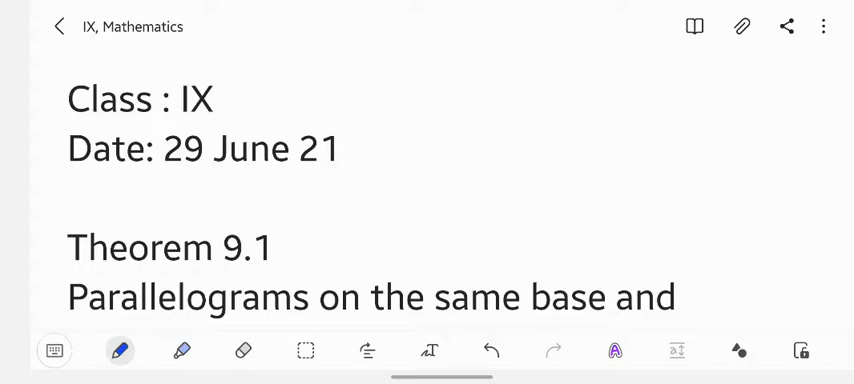 IX, Mathematics
Class : IX
Date: 29 June 21
Theorem 9.1
Parallelograms on the same base and